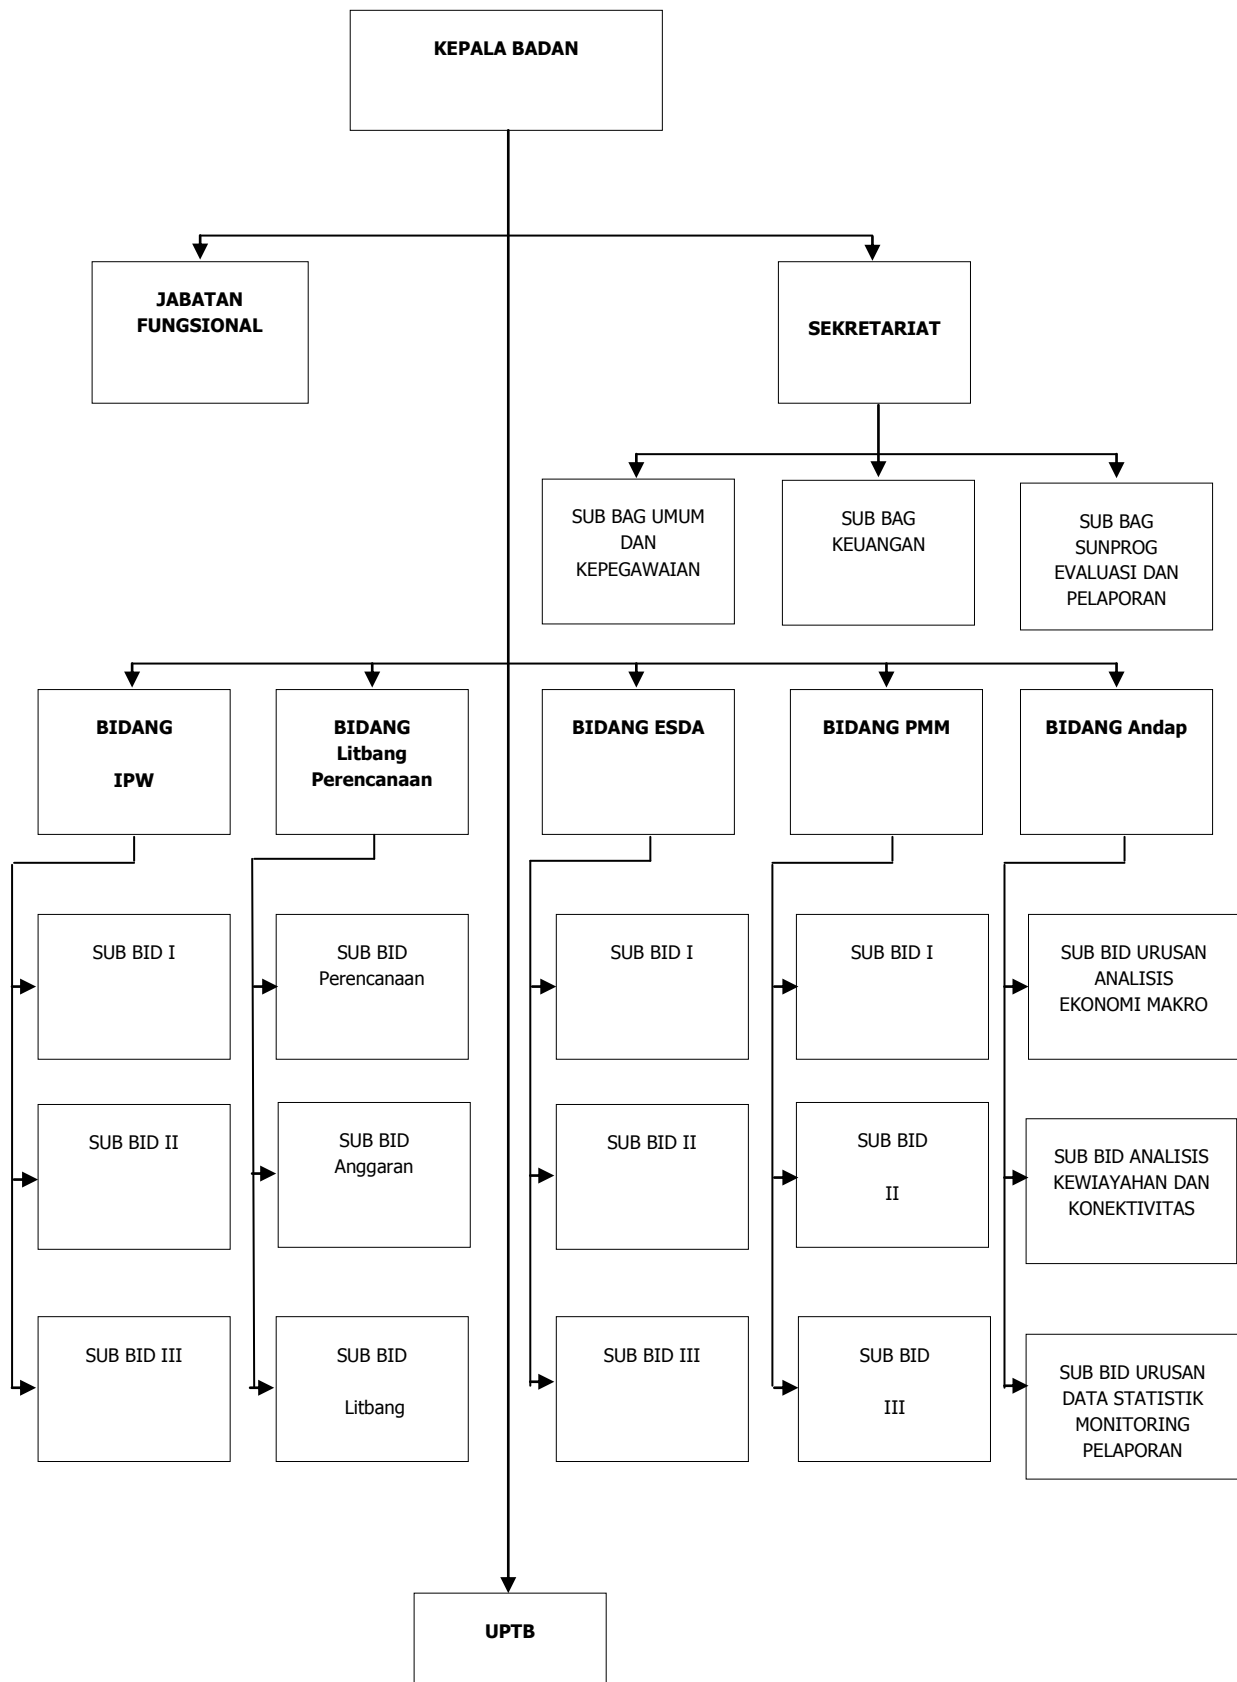 KEPALA BADAN
JABATAN
FUNGSIONAL
SEKRETARIAT
SUB BAG UMUM
DAN
KEPEGAWAIAN
SUB BAG
KEUANGAN
SUB BAG
SUNPROG
EVALUASI DAN
PELAPORAN
BIDANG
IPW
BIDANG
Litbang
Perencanaan
BIDANG ESDA
BIDANG PMM
BIDANG Andap
SUB BID I
SUB BID
Perencanaan
SUB BID I
SUB BID I
SUB BID URUSAN
ANALISIS
EKONOMI MAKRO
SUB BID II
SUB BID
Anggaran
SUB BID II
SUB BID
II
SUB BID ANALISIS
KEWIAYAHAN DAN
KONEKTIVITAS
SUB BID III
SUB BID
Litbang
SUB BID III
SUB BID
III
SUB BID URUSAN
DATA STATISTIK
MONITORING
PELAPORAN
UPTB